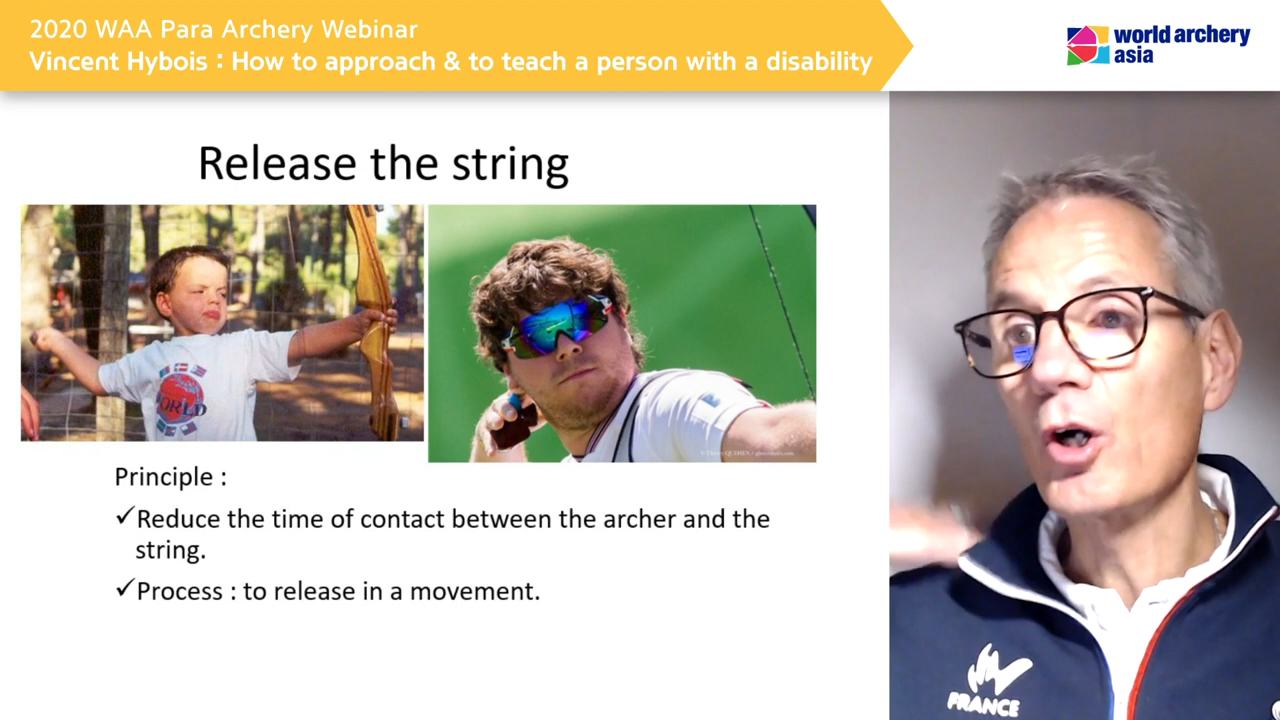 2020 WAA Para Archery Webinar
Vincent Hybois : How to approach & to teach a person with a disability
world archery
asia
Release the string
ORLD
Principle :
✓Reduce the time of contact between the archer and the
string.
✓Process : to release in a movement.
FRANCE